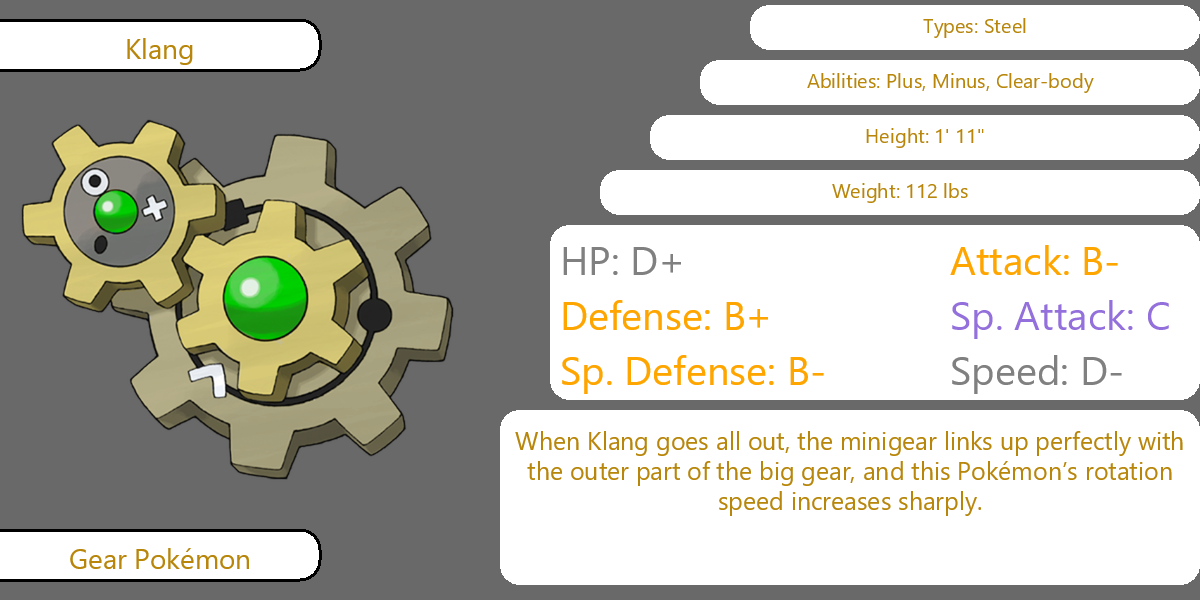 Klang
Types: Steel
Abilities: Plus, Minus, Clear-body
Height: 1' 11"
Weight: 112 lbs
HP: D+
Attack: B-
Defense: B+
Sp. Attack: C
Sp. Defense: B-
Speed: D-
When Klang goes all out, the minigear links up perfectly with
the outer part of the big gear, and this Pokémon’s rotation
speed increases sharply.
Gear Pokémon